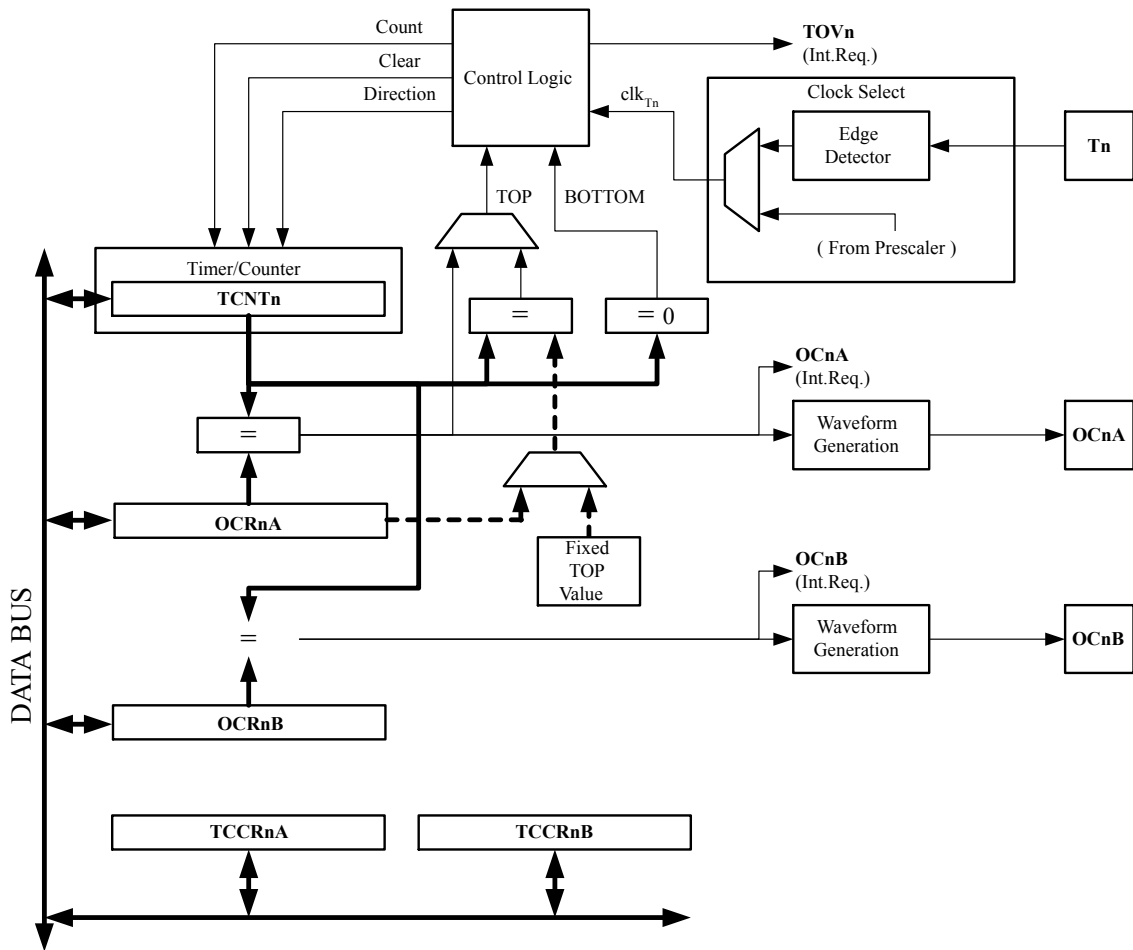 Count
TOVn
(Int.Req.)
Clear
Control Logic
Direction
clkTn
Clock Select
Edge
Detector
Tn
TOP
BOTTOM
( From Prescaler )
Timer/Counter
TCNTn
=
= 0
OCnA
(Int.Req.)
=
Waveform
Generation
OCnA
OCRnA
Fixed
TOP
Value
OCnB
(Int.Req.)
=
Waveform
Generation
OCnB
DATA BUS
OCRnB
TCCRnA
TCCRnB